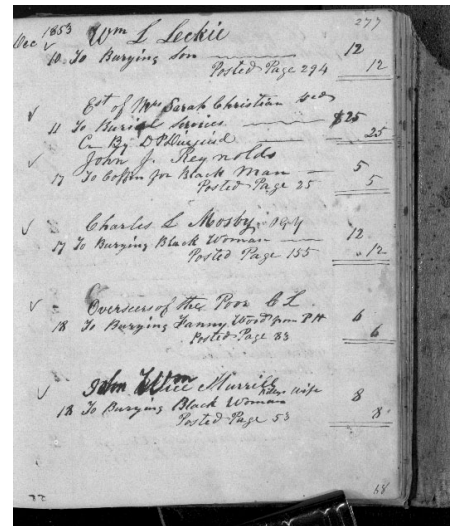 277
Dec 1853 Wm L Leckie
10 To Burying Son 12
Posted Page 294 12
Est of Mrs Sarah Christian
11 To Burial Services $25
Cr By 25
John J. Reynolds
17 To Coffin for Black Man 5
Posted Page 25 5
Charles L Mosby
17 To Burying Black Woman 12
Posted Page 155 12
Overseers of the Poor C L
18 To Burying Fanny Wood from P H 6
Posted Page 83 6
Murrill
18 To Burying Black Woman wife 8
Posted Page 53 8